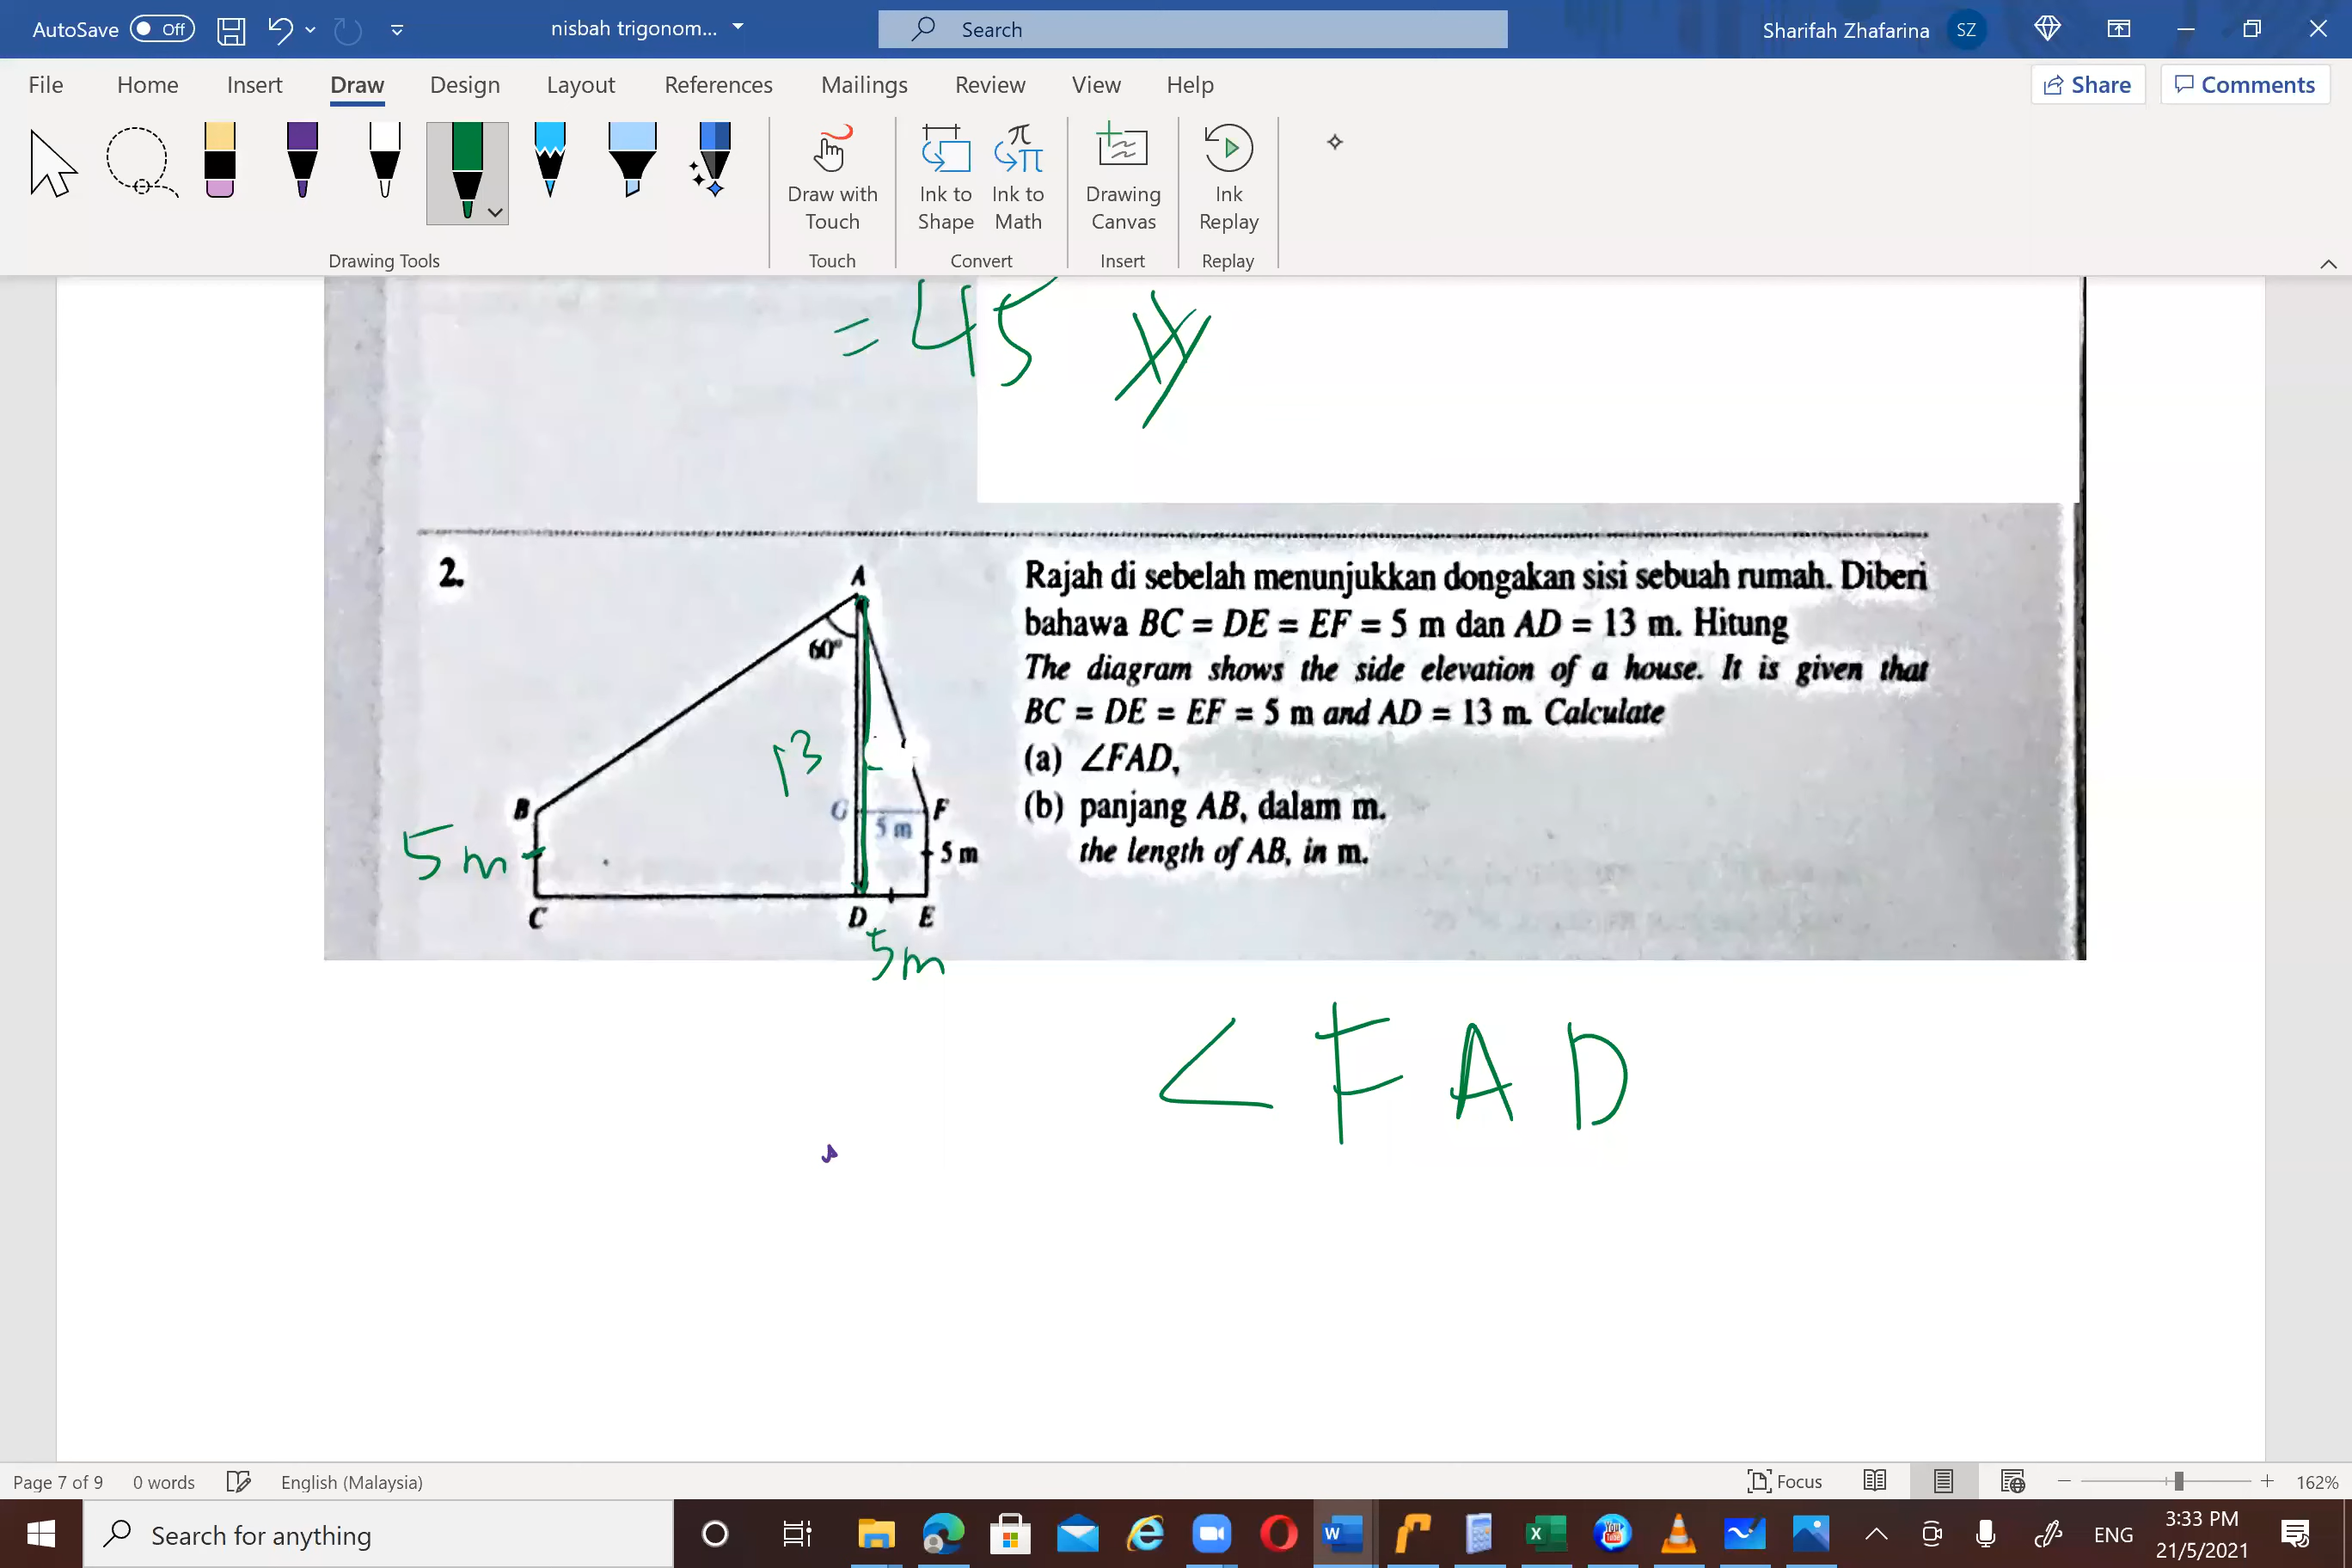 AutoSave Off nisbah trigonom... Search Sharifah Zhafarina SZ
File Home Insert Draw Design Layout References Mailings Review View Help Share Comments
Draw with Touch
Ink to Shape
Ink to Math
Drawing Canvas
Ink Replay
Drawing Tools Touch Convert Insert Replay
= 45
2.
A
60°
13
B
G
F
5 m
5 m
5 m
C
D
E
5 m
Rajah di sebelah menunjukkan dongakan sisi sebuah rumah. Diberi
bahawa BC = DE = EF = 5 m dan AD = 13 m. Hitung
The diagram shows the side elevation of a house. It is given that
BC = DE = EF = 5 m and AD = 13 m. Calculate
(a) ∠FAD,
(b) panjang AB, dalam m.
the length of AB, in m.
∠ F A D
Page 7 of 9 0 words English (Malaysia) Focus 162%
Search for anything ENG 3:33 PM
21/5/2021